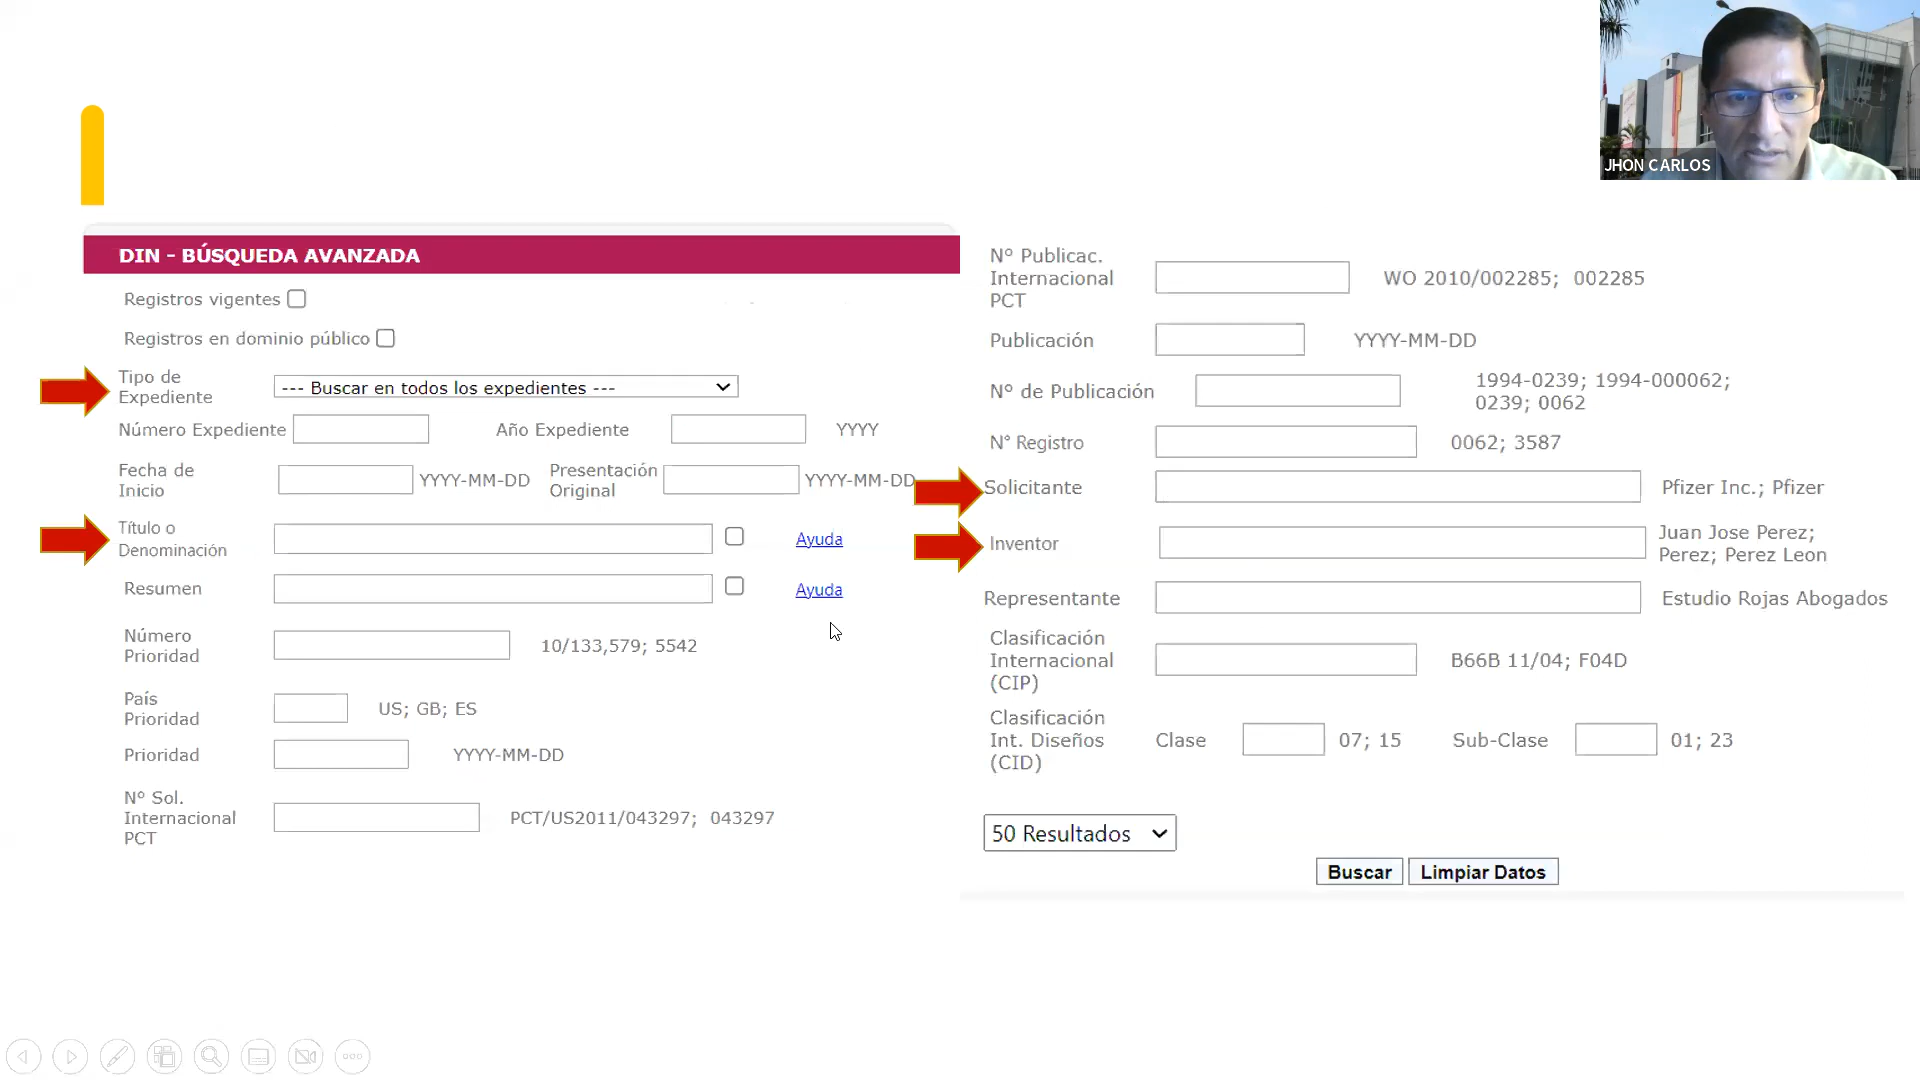 JHON CARLOS
DIN - BÚSQUEDA AVANZADA
Registros vigentes
Registros en dominio público
Tipo de
Expediente
--- Buscar en todos los expedientes ---
Número Expediente
Año Expediente
YYYY
Fecha de
Inicio
YYYY-MM-DD
Presentación
Original
YYYY-MM-DD
Título o
Denominación
Ayuda
Resumen
Ayuda
Número
Prioridad
10/133,579; 5542
País
Prioridad
US; GB; ES
Prioridad
YYYY-MM-DD
Nº Sol.
Internacional
PCT
PCT/US2011/043297; 043297
Nº Publicac.
Internacional
PCT
WO 2010/002285; 002285
Publicación
YYYY-MM-DD
Nº de Publicación
1994-0239; 1994-000062;
0239; 0062
N° Registro
0062; 3587
Solicitante
Pfizer Inc.; Pfizer
Inventor
Juan Jose Perez;
Perez; Perez Leon
Representante
Estudio Rojas Abogados
Clasificación
Internacional
(CIP)
B66B 11/04; F04D
Clasificación
Int. Diseños
(CID)
Clase
07; 15
Sub-Clase
01; 23
50 Resultados
Buscar
Limpiar Datos